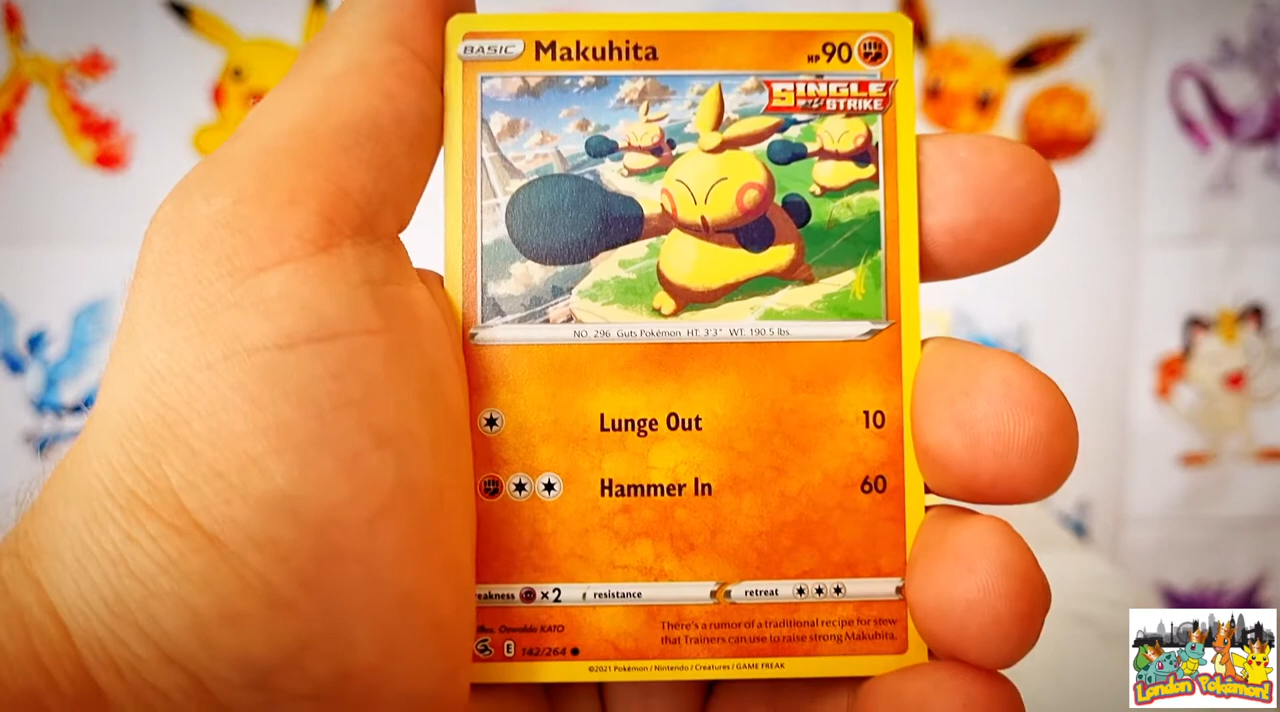 BASIC Makuhita HP 90
SINGLE
STRIKE
NO. 296 Guts Pokémon HT: 3'3" WT: 190.5 lbs.
Lunge Out 10
Hammer In 60
eakness ×2 resistance retreat
illus. Oswaldo KATO
There's a rumor of a traditional recipe for stew
that Trainers can use to raise strong Makuhita.
E 142/264
©2021 Pokémon / Nintendo / Creatures / GAME FREAK
London Pokémon!